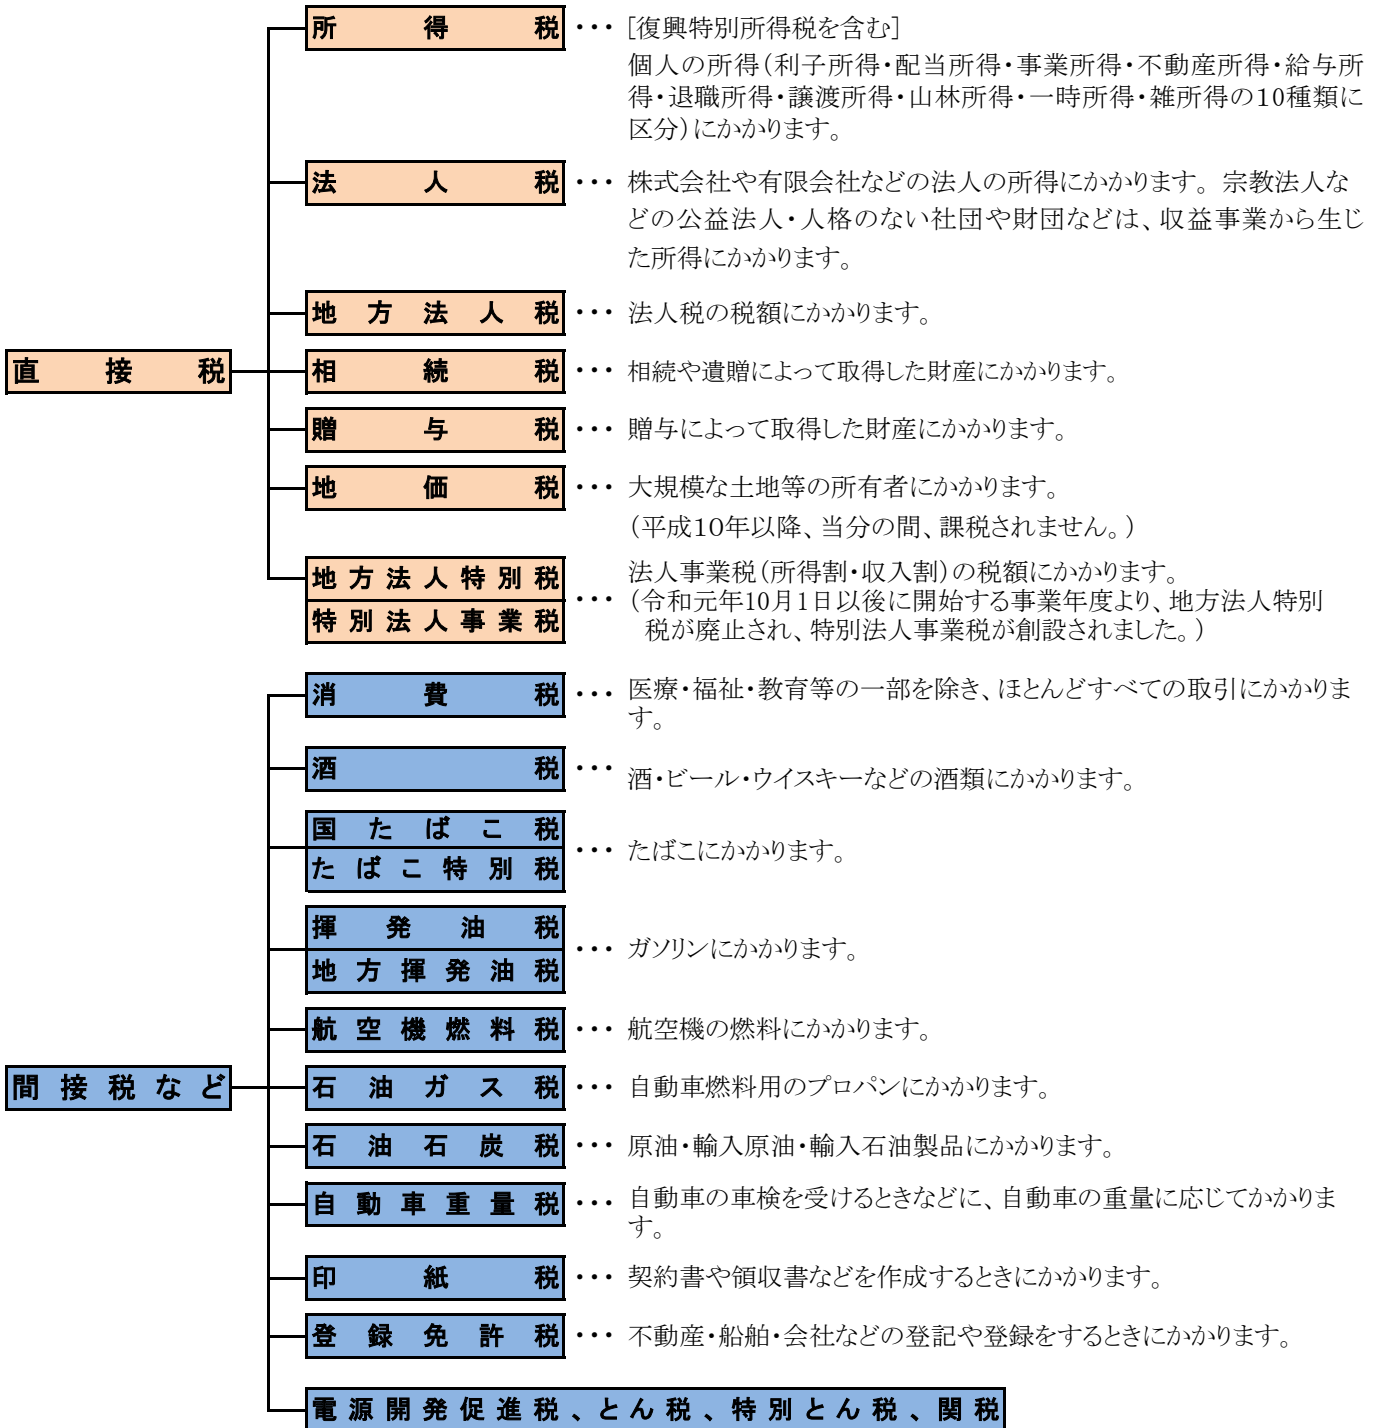 所得税 ･･･ ［復興特別所得税を含む］
個人の所得（利子所得・配当所得・事業所得・不動産所得・給与所
得・退職所得・譲渡所得・山林所得・一時所得・雑所得の10種類に
区分）にかかります。
法人税 ･･･ 株式会社や有限会社などの法人の所得にかかります。宗教法人な
どの公益法人・人格のない社団や財団などは、収益事業から生じ
た所得にかかります。
地方法人税 ･･･ 法人税の税額にかかります。
直接税
相続税 ･･･ 相続や遺贈によって取得した財産にかかります。
贈与税 ･･･ 贈与によって取得した財産にかかります。
地価税 ･･･ 大規模な土地等の所有者にかかります。
（平成10年以降、当分の間、課税されません。）
地方法人特別税
特別法人事業税
･･･ 法人事業税（所得割・収入割）の税額にかかります。
（令和元年10月1日以後に開始する事業年度より、地方法人特別
税が廃止され、特別法人事業税が創設されました。）
消費税 ･･･ 医療・福祉・教育等の一部を除き、ほとんどすべての取引にかかりま
す。
酒税 ･･･ 酒・ビール・ウイスキーなどの酒類にかかります。
国たばこ税
たばこ特別税
･･･ たばこにかかります。
揮発油税
地方揮発油税
･･･ ガソリンにかかります。
航空機燃料税 ･･･ 航空機の燃料にかかります。
間接税など
石油ガス税 ･･･ 自動車燃料用のプロパンにかかります。
石油石炭税 ･･･ 原油・輸入原油・輸入石油製品にかかります。
自動車重量税 ･･･ 自動車の車検を受けるときなどに、自動車の重量に応じてかかりま
す。
印紙税 ･･･ 契約書や領収書などを作成するときにかかります。
登録免許税 ･･･ 不動産・船舶・会社などの登記や登録をするときにかかります。
電源開発促進税、とん税、特別とん税、関税